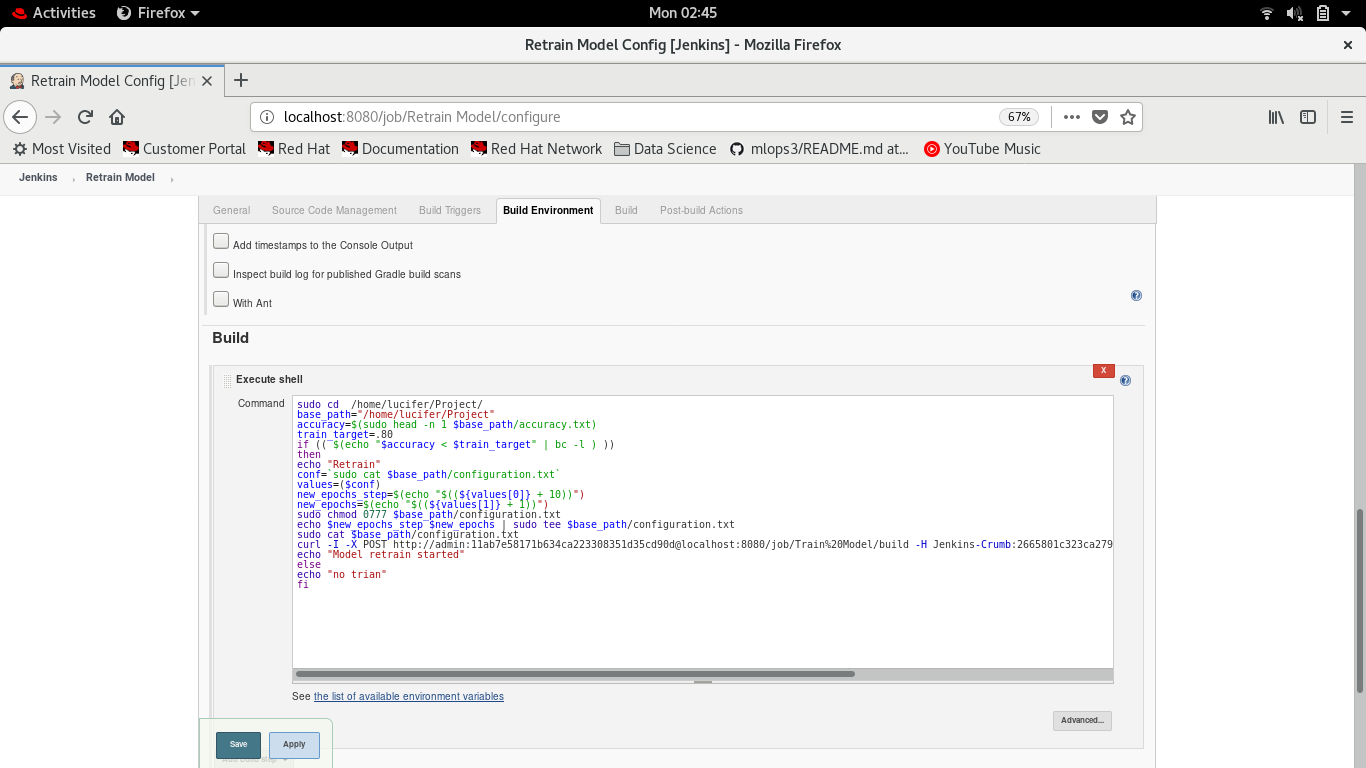 Activities Firefox Mon 02:45
Retrain Model Config [Jenkins] - Mozilla Firefox ×
Retrain Model Config [Jen
localhost:8080/job/Retrain Model/configure 67%
Most Visited Customer Portal Red Hat Documentation Red Hat Network Data Science mlops3/README.md at... YouTube Music
Jenkins Retrain Model
General Source Code Management Build Triggers Build Environment Build Post-build Actions
Add timestamps to the Console Output
Inspect build log for published Gradle build scans
With Ant
Build
X
Execute shell
Command
sudo cd  /home/lucifer/Project/
base_path="/home/lucifer/Project"
accuracy=$(sudo head -n 1 $base_path/accuracy.txt)
train_target=.80
if (( $(echo "$accuracy < $train_target" | bc -l ) ))
then
echo "Retrain"
conf=`sudo cat $base_path/configuration.txt`
values=($conf)
new_epochs_step=$(echo "$((${values[0]} + 10))")
new_epochs=$(echo "$((${values[1]} + 1))")
sudo chmod 0777 $base_path/configuration.txt
echo $new_epochs_step $new_epochs | sudo tee $base_path/configuration.txt
sudo cat $base_path/configuration.txt
curl -I -X POST http://admin:11ab7e58171b634ca223308351d35cd90d@localhost:8080/job/Train%20Model/build -H Jenkins-Crumb:2665801c323ca279
echo "Model retrain started"
else
echo "no trian"
fi
See the list of available environment variables
Advanced...
Save Apply